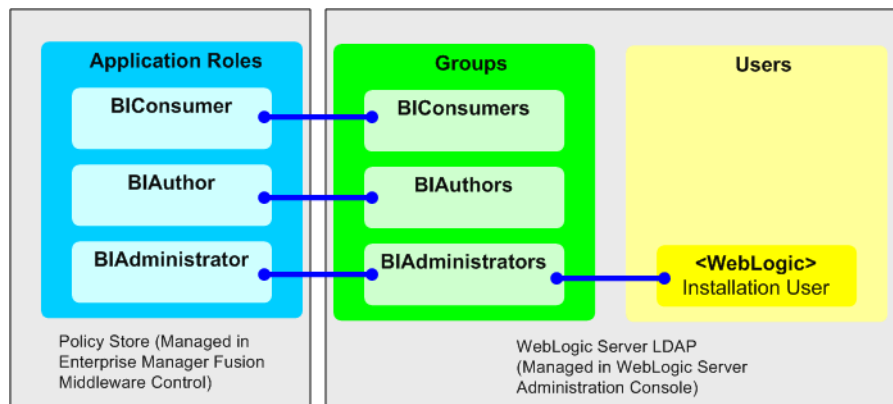 Application Roles
BIConsumer
BIAuthor
BIAdministrator
Policy Store (Managed in
Enterprise Manager Fusion
Middleware Control)
Groups
BIConsumers
BIAuthors
BIAdministrators
Users
<WebLogic>
Installation User
WebLogic Server LDAP
(Managed in WebLogic Server
Administration Console)